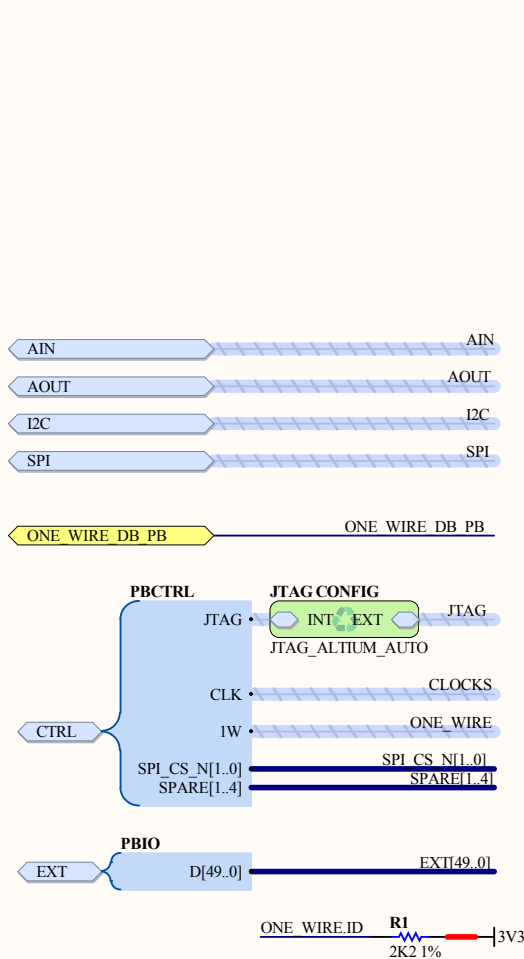 AIN AIN
AOUT AOUT
I2C I2C
SPI SPI
ONE_WIRE_DB_PB ONE_WIRE_DB_PB
PBCTRL JTAG CONFIG
JTAG INT EXT JTAG
JTAG_ALTIUM_AUTO
CLK CLOCKS
CTRL 1W ONE_WIRE
SPI_CS_N[1..0] SPI_CS_N[1..0]
SPARE[1..4] SPARE[1..4]
PBIO
EXT D[49..0] EXT[49..0]
ONE_WIRE.ID R1 3V3
2K2 1%